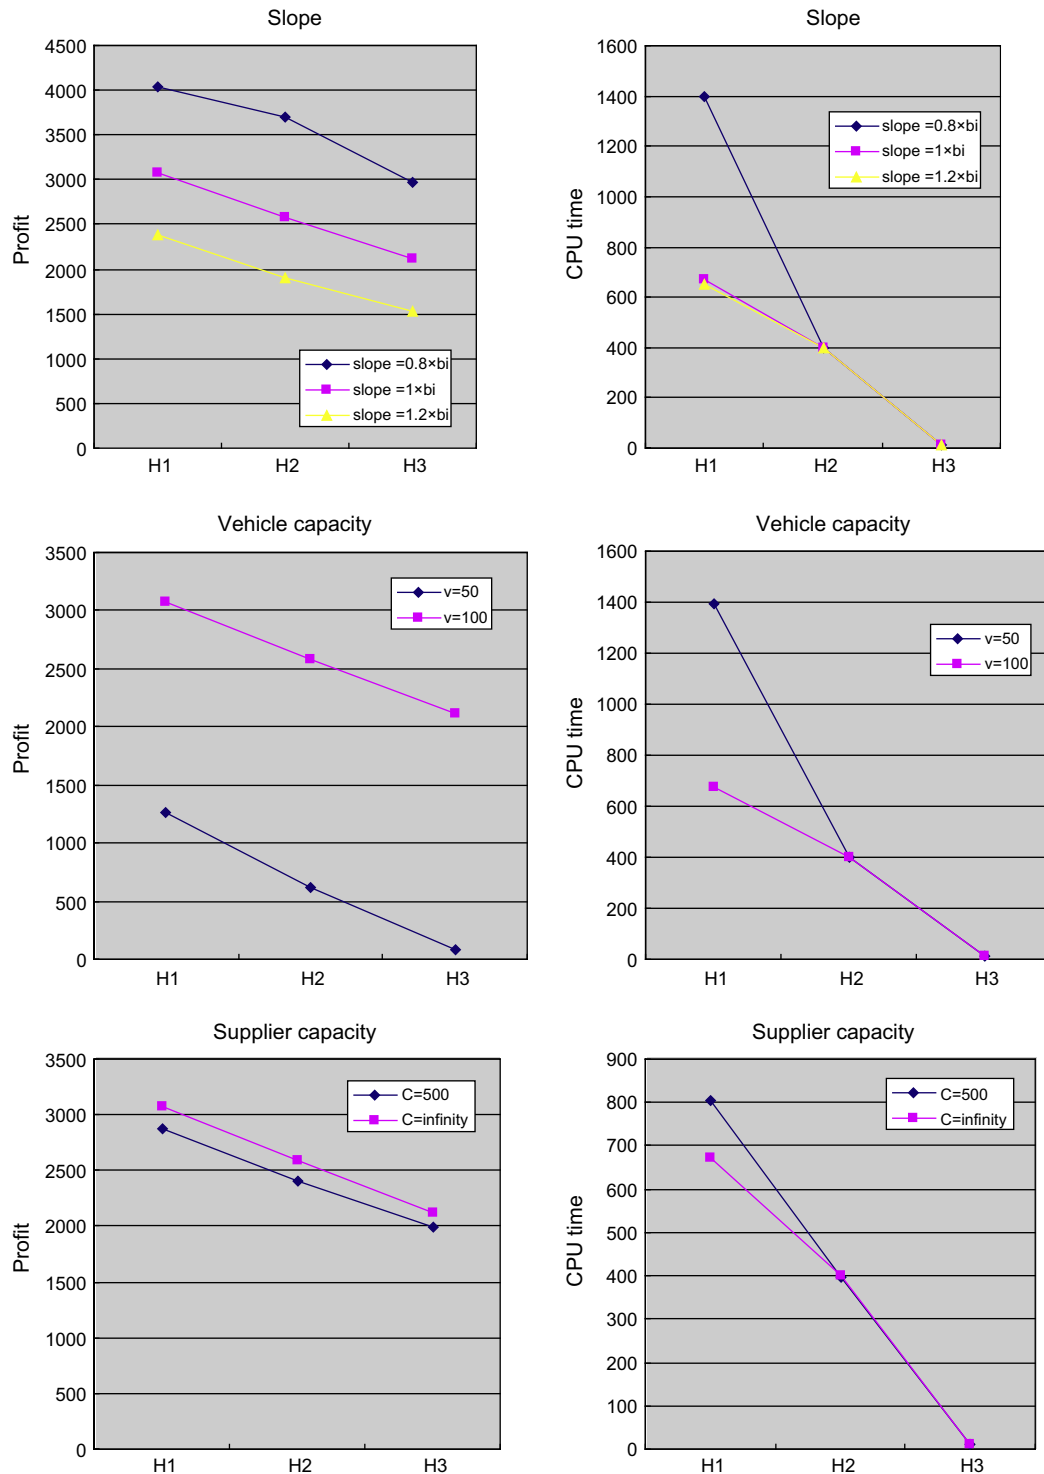 Slope
4500
4000
3500
3000
2500
2000
1500
1000
500
0
Profit
H1
H2
H3
slope =0.8×bi
slope =1×bi
slope =1.2×bi
Slope
1600
1400
1200
1000
800
600
400
200
0
CPU time
H1
H2
H3
slope =0.8×bi
slope =1×bi
slope =1.2×bi
Vehicle capacity
3500
3000
2500
2000
1500
1000
500
0
Profit
H1
H2
H3
v=50
v=100
Vehicle capacity
1600
1400
1200
1000
800
600
400
200
0
CPU time
H1
H2
H3
v=50
v=100
Supplier capacity
3500
3000
2500
2000
1500
1000
500
0
Profit
H1
H2
H3
C=500
C=infinity
Supplier capacity
900
800
700
600
500
400
300
200
100
0
CPU time
H1
H2
H3
C=500
C=infinity